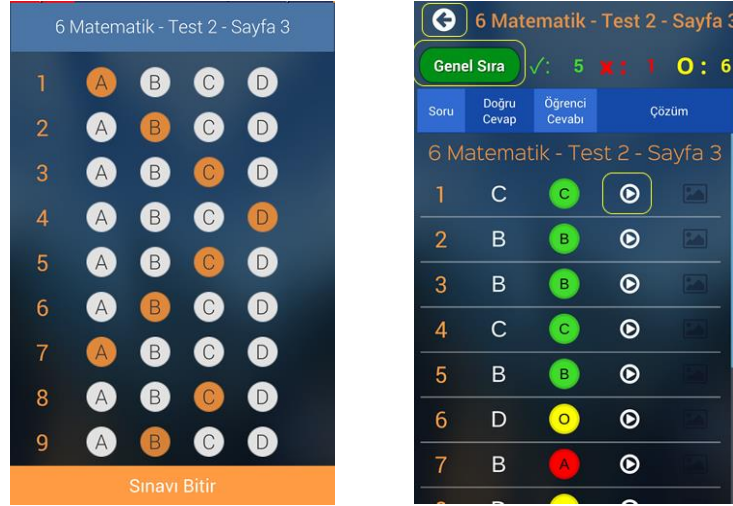 6 Matematik - Test 2 - Sayfa 3
1 A B C D
2 A B C D
3 A B C D
4 A B C D
5 A B C D
6 A B C D
7 A B C D
8 A B C D
9 A B C D
Sınavı Bitir
6 Matematik - Test 2 - Sayfa 3
Genel Sıra √: 5 x: 1 O: 6
Soru Doğru Cevap Öğrenci Cevabı Çözüm
6 Matematik - Test 2 - Sayfa 3
1 C C
2 B B
3 B B
4 C C
5 B B
6 D O
7 B A